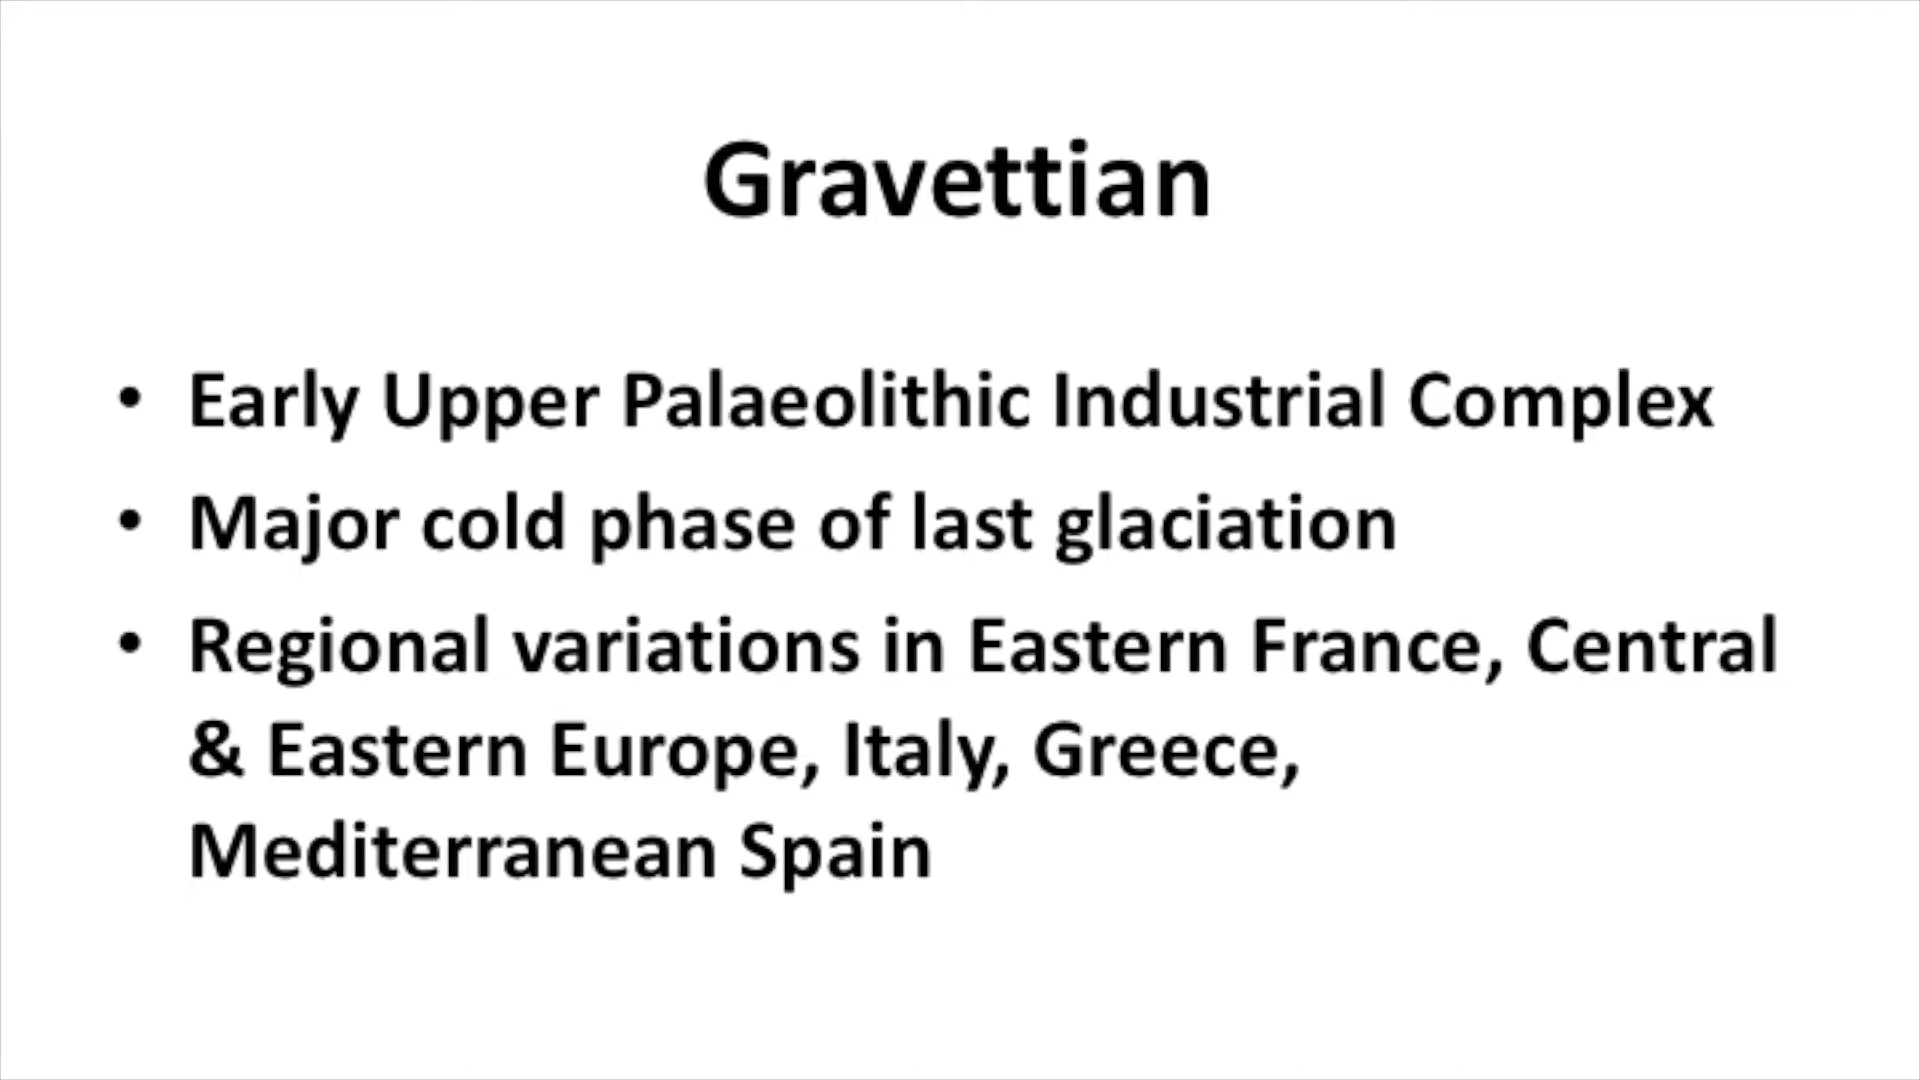 Gravettian
• Early Upper Palaeolithic Industrial Complex
• Major cold phase of last glaciation
• Regional variations in Eastern France, Central
& Eastern Europe, Italy, Greece,
Mediterranean Spain